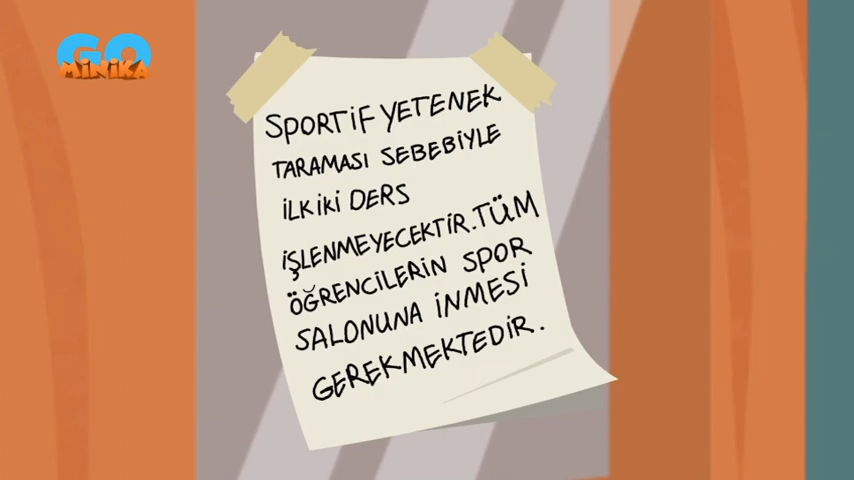 GO
MİNİKA
SPORTİF YETENEK
TARAMASI SEBEBİYLE
İLK İKİ DERS
İŞLENMEYECEKTİR. TÜM
ÖĞRENCİLERİN SPOR
SALONUNA İNMESİ
GEREKMEKTEDİR.